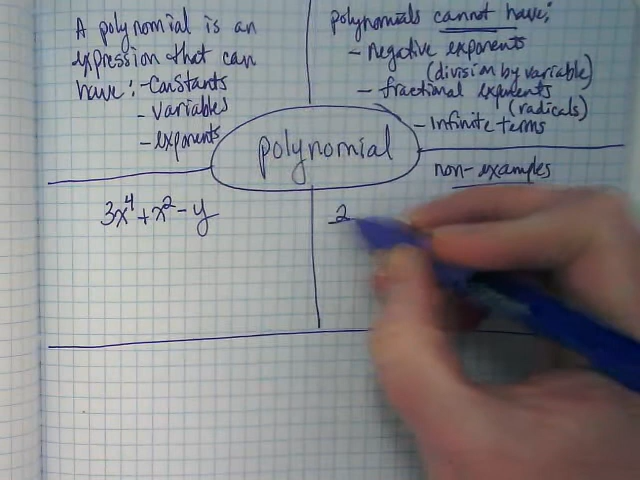 A polynomial is an
expression that can
have: - Constants
- variables
- exponents
polynomials cannot have:
- negative exponents
(division by variable)
- fractional exponents
(radicals)
- Infinite terms
polynomial
3x⁴ + x² - y
non-examples
2